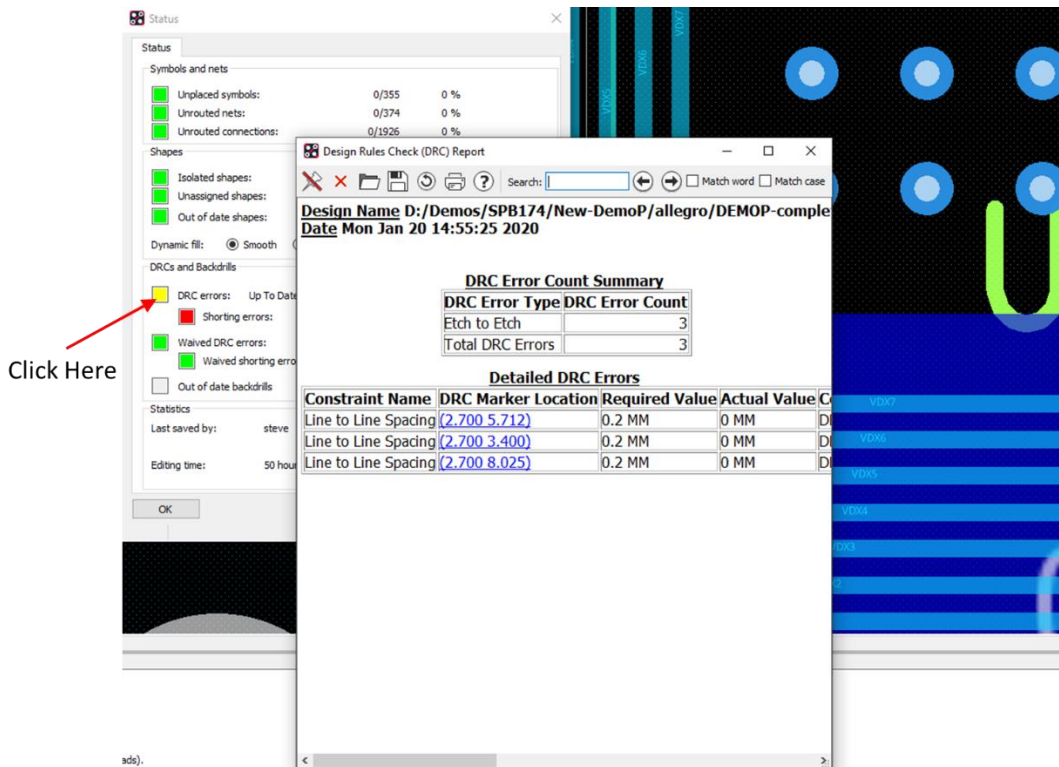 Status
Status
Symbols and nets
Unplaced symbols: 0/355 0 %
Unrouted nets: 0/374 0 %
Unrouted connections: 0/1926 0 %
Shapes
Isolated shapes:
Unassigned shapes:
Out of date shapes:
Dynamic fill: Smooth
DRCs and Backdrills
DRC errors: Up To Date
Shorting errors:
Waived DRC errors:
Waived shorting erro
Out of date backdrills
Statistics
Last saved by: steve
Editing time: 50 hour
OK
Click Here
Design Rules Check (DRC) Report
Search: Match word Match case
Design Name D:/Demos/SPB174/New-DemoP/allegro/DEMOP-comple
Date Mon Jan 20 14:55:25 2020
DRC Error Count Summary
DRC Error Type DRC Error Count
Etch to Etch 3
Total DRC Errors 3
Detailed DRC Errors
Constraint Name DRC Marker Location Required Value Actual Value C
Line to Line Spacing (2.700 5.712) 0.2 MM 0 MM DI
Line to Line Spacing (2.700 3.400) 0.2 MM 0 MM DI
Line to Line Spacing (2.700 8.025) 0.2 MM 0 MM DI
VDX5
VDX6
VDX7
VDX7
VDX6
VDX5
VDX4
VDX3
ads).